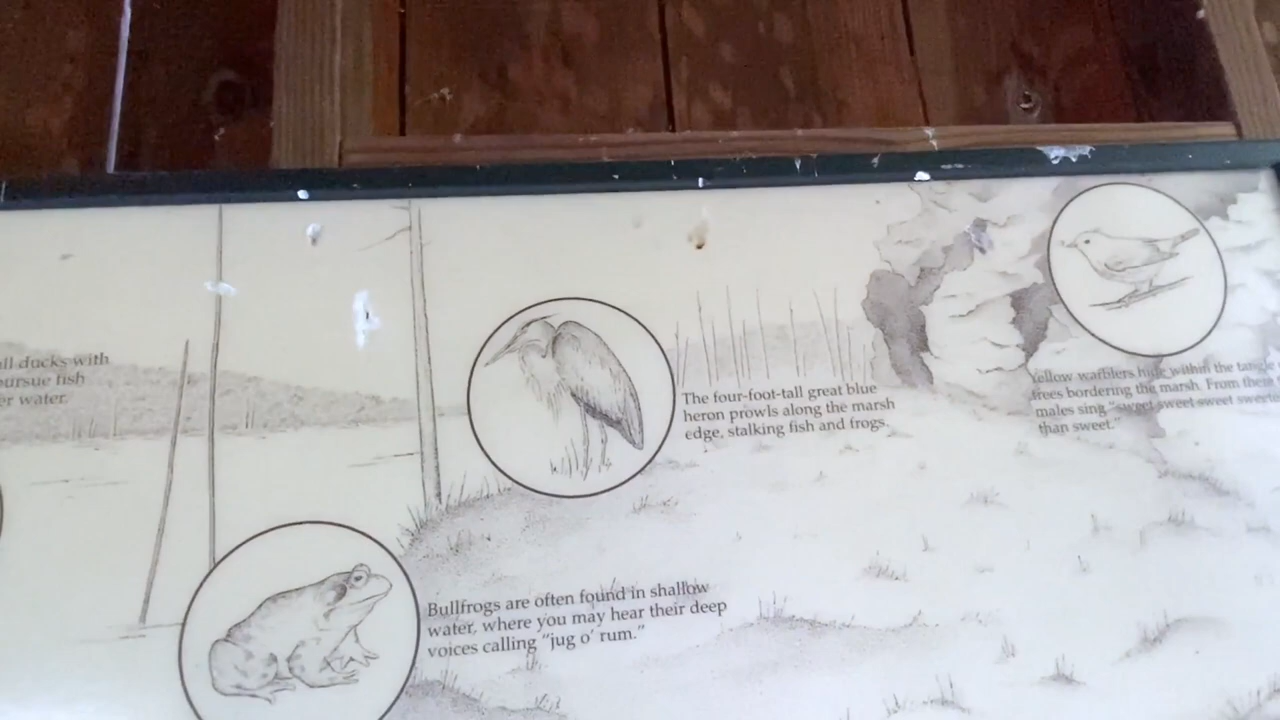 all ducks with
pursue fish
er water.
The four-foot-tall great blue
heron prowls along the marsh
edge, stalking fish and frogs.
Yellow warblers hide within the tangle
trees bordering the marsh. From these
males sing "sweet sweet sweet
than sweet."
Bullfrogs are often found in shallow
water, where you may hear their deep
voices calling "jug o' rum."